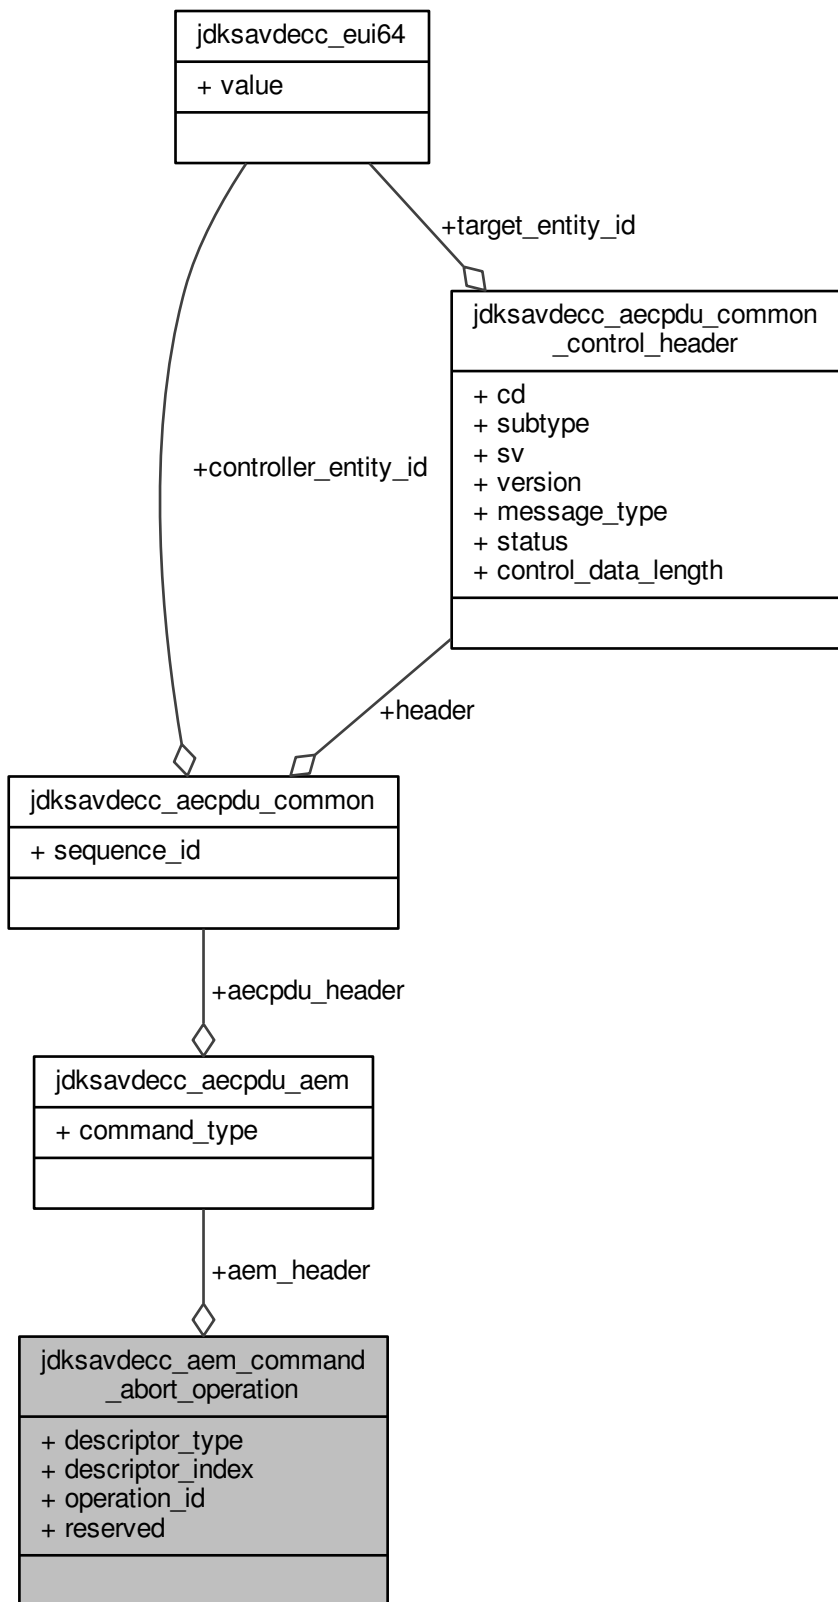 jdksavdecc_eui64
+ value
+target_entity_id
jdksavdecc_aecpdu_common
_control_header
+ cd
+ subtype
+ sv
+ version
+ message_type
+ status
+ control_data_length
+controller_entity_id
+header
jdksavdecc_aecpdu_common
+ sequence_id
+aecpdu_header
jdksavdecc_aecpdu_aem
+ command_type
+aem_header
jdksavdecc_aem_command
_abort_operation
+ descriptor_type
+ descriptor_index
+ operation_id
+ reserved